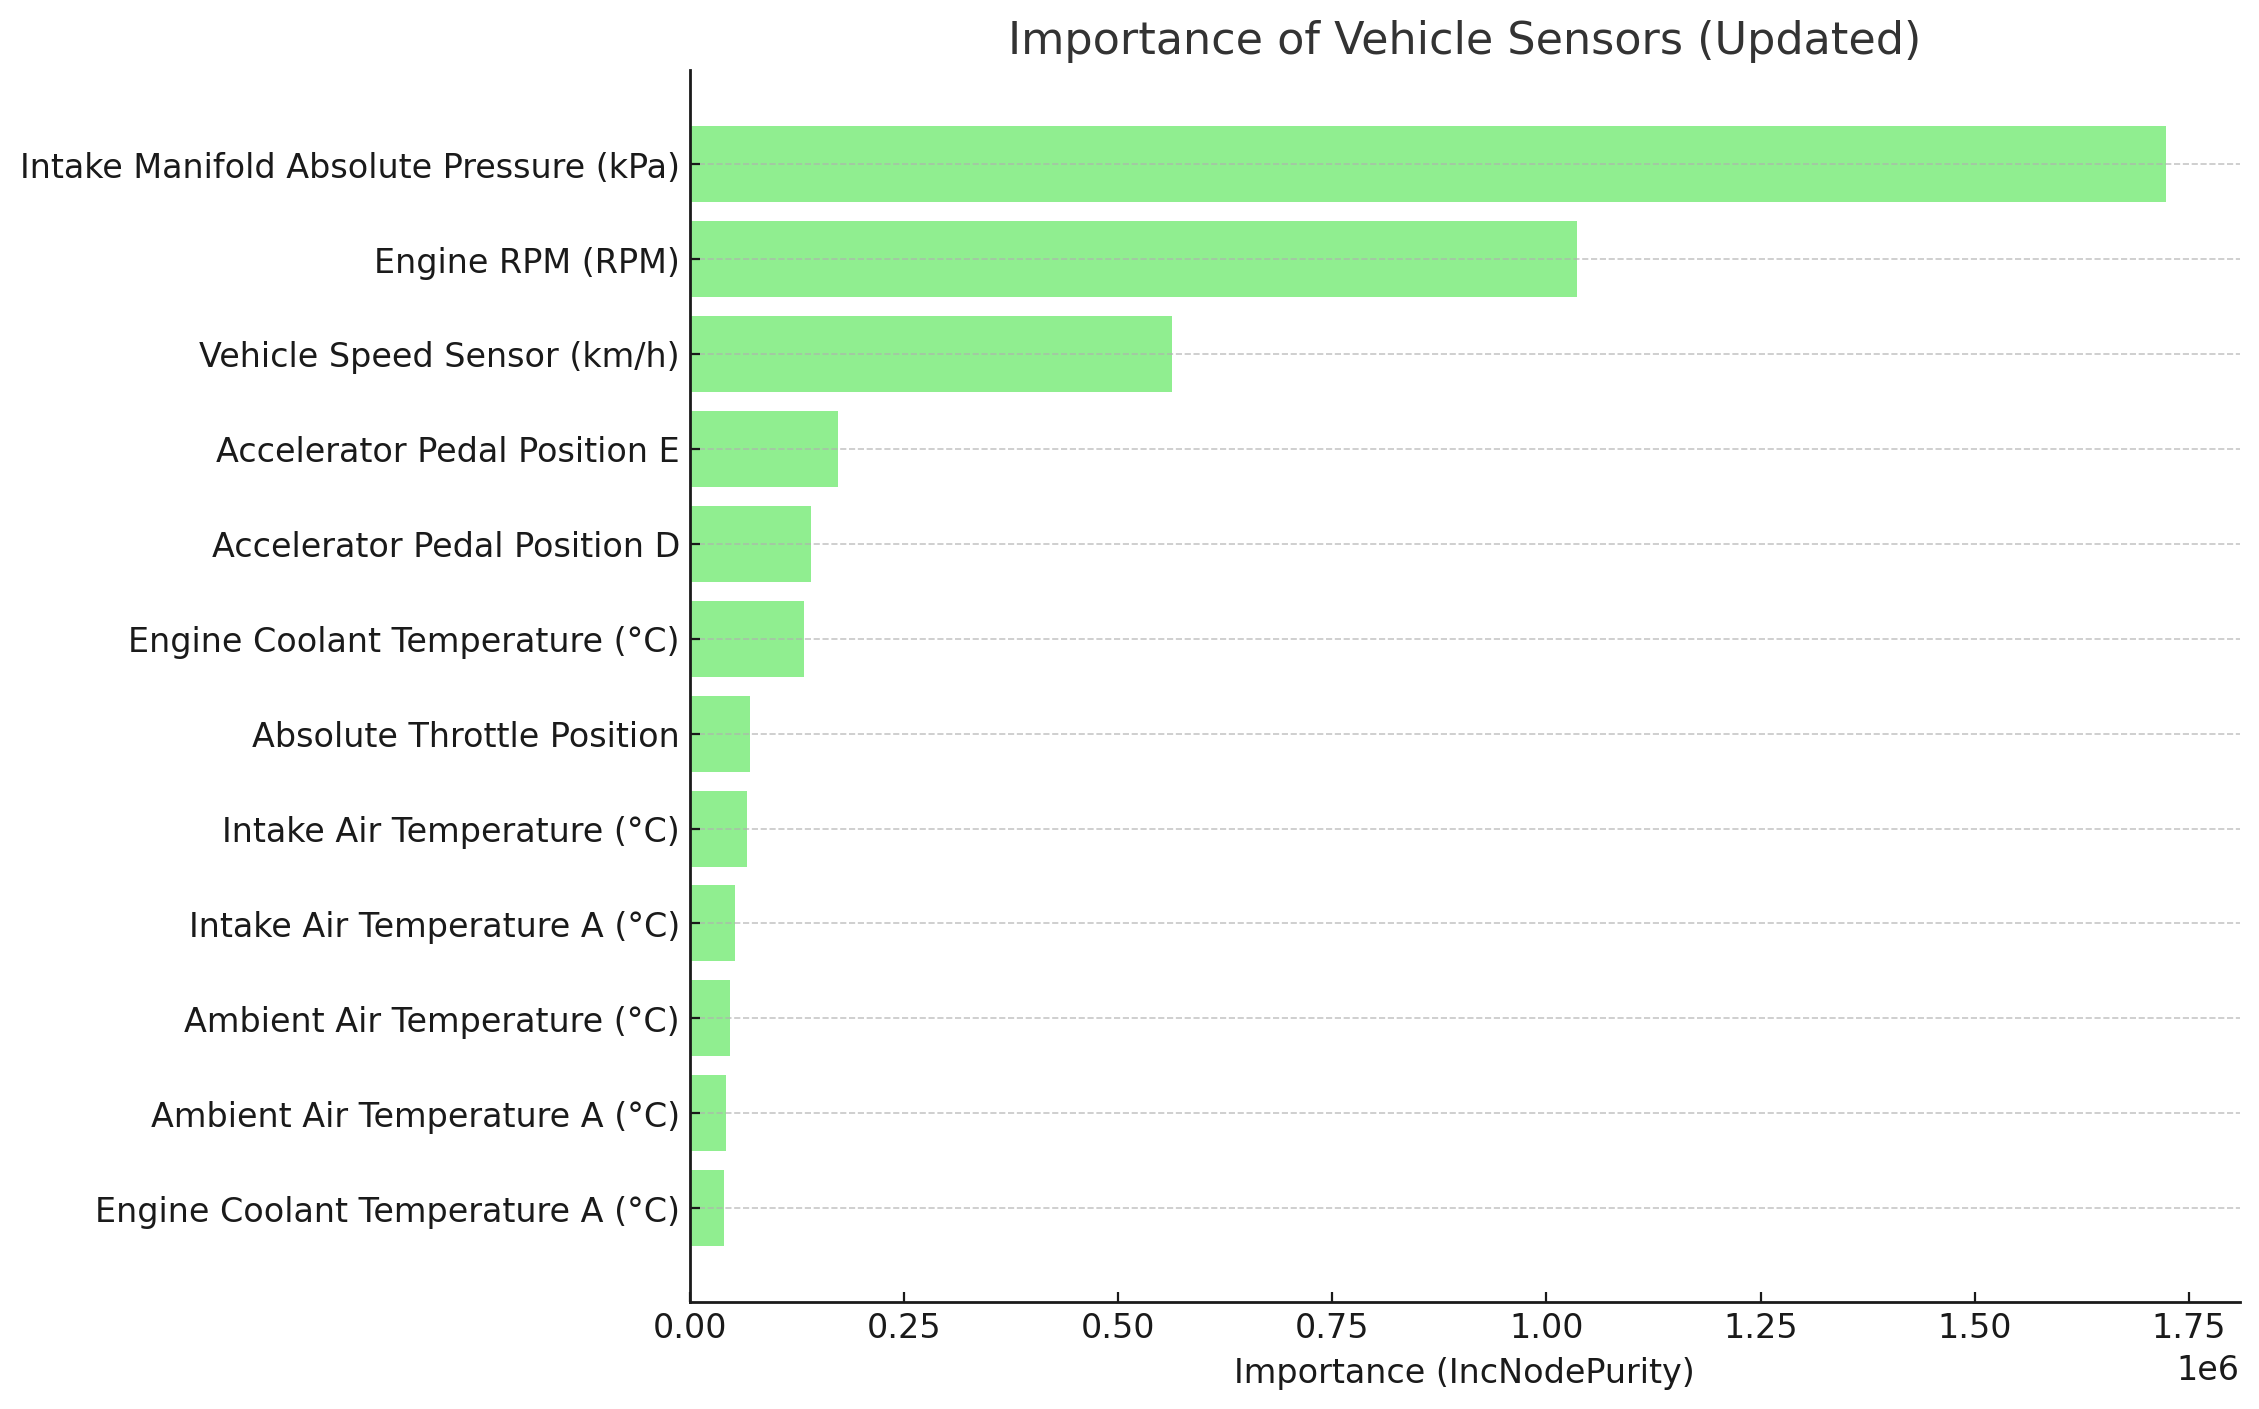 Importance of Vehicle Sensors (Updated)
Intake Manifold Absolute Pressure (kPa)
Engine RPM (RPM)
Vehicle Speed Sensor (km/h)
Accelerator Pedal Position E
Accelerator Pedal Position D
Engine Coolant Temperature (°C)
Absolute Throttle Position
Intake Air Temperature (°C)
Intake Air Temperature A (°C)
Ambient Air Temperature (°C)
Ambient Air Temperature A (°C)
Engine Coolant Temperature A (°C)
0.00 0.25 0.50 0.75 1.00 1.25 1.50 1.75
1e6
Importance (IncNodePurity)